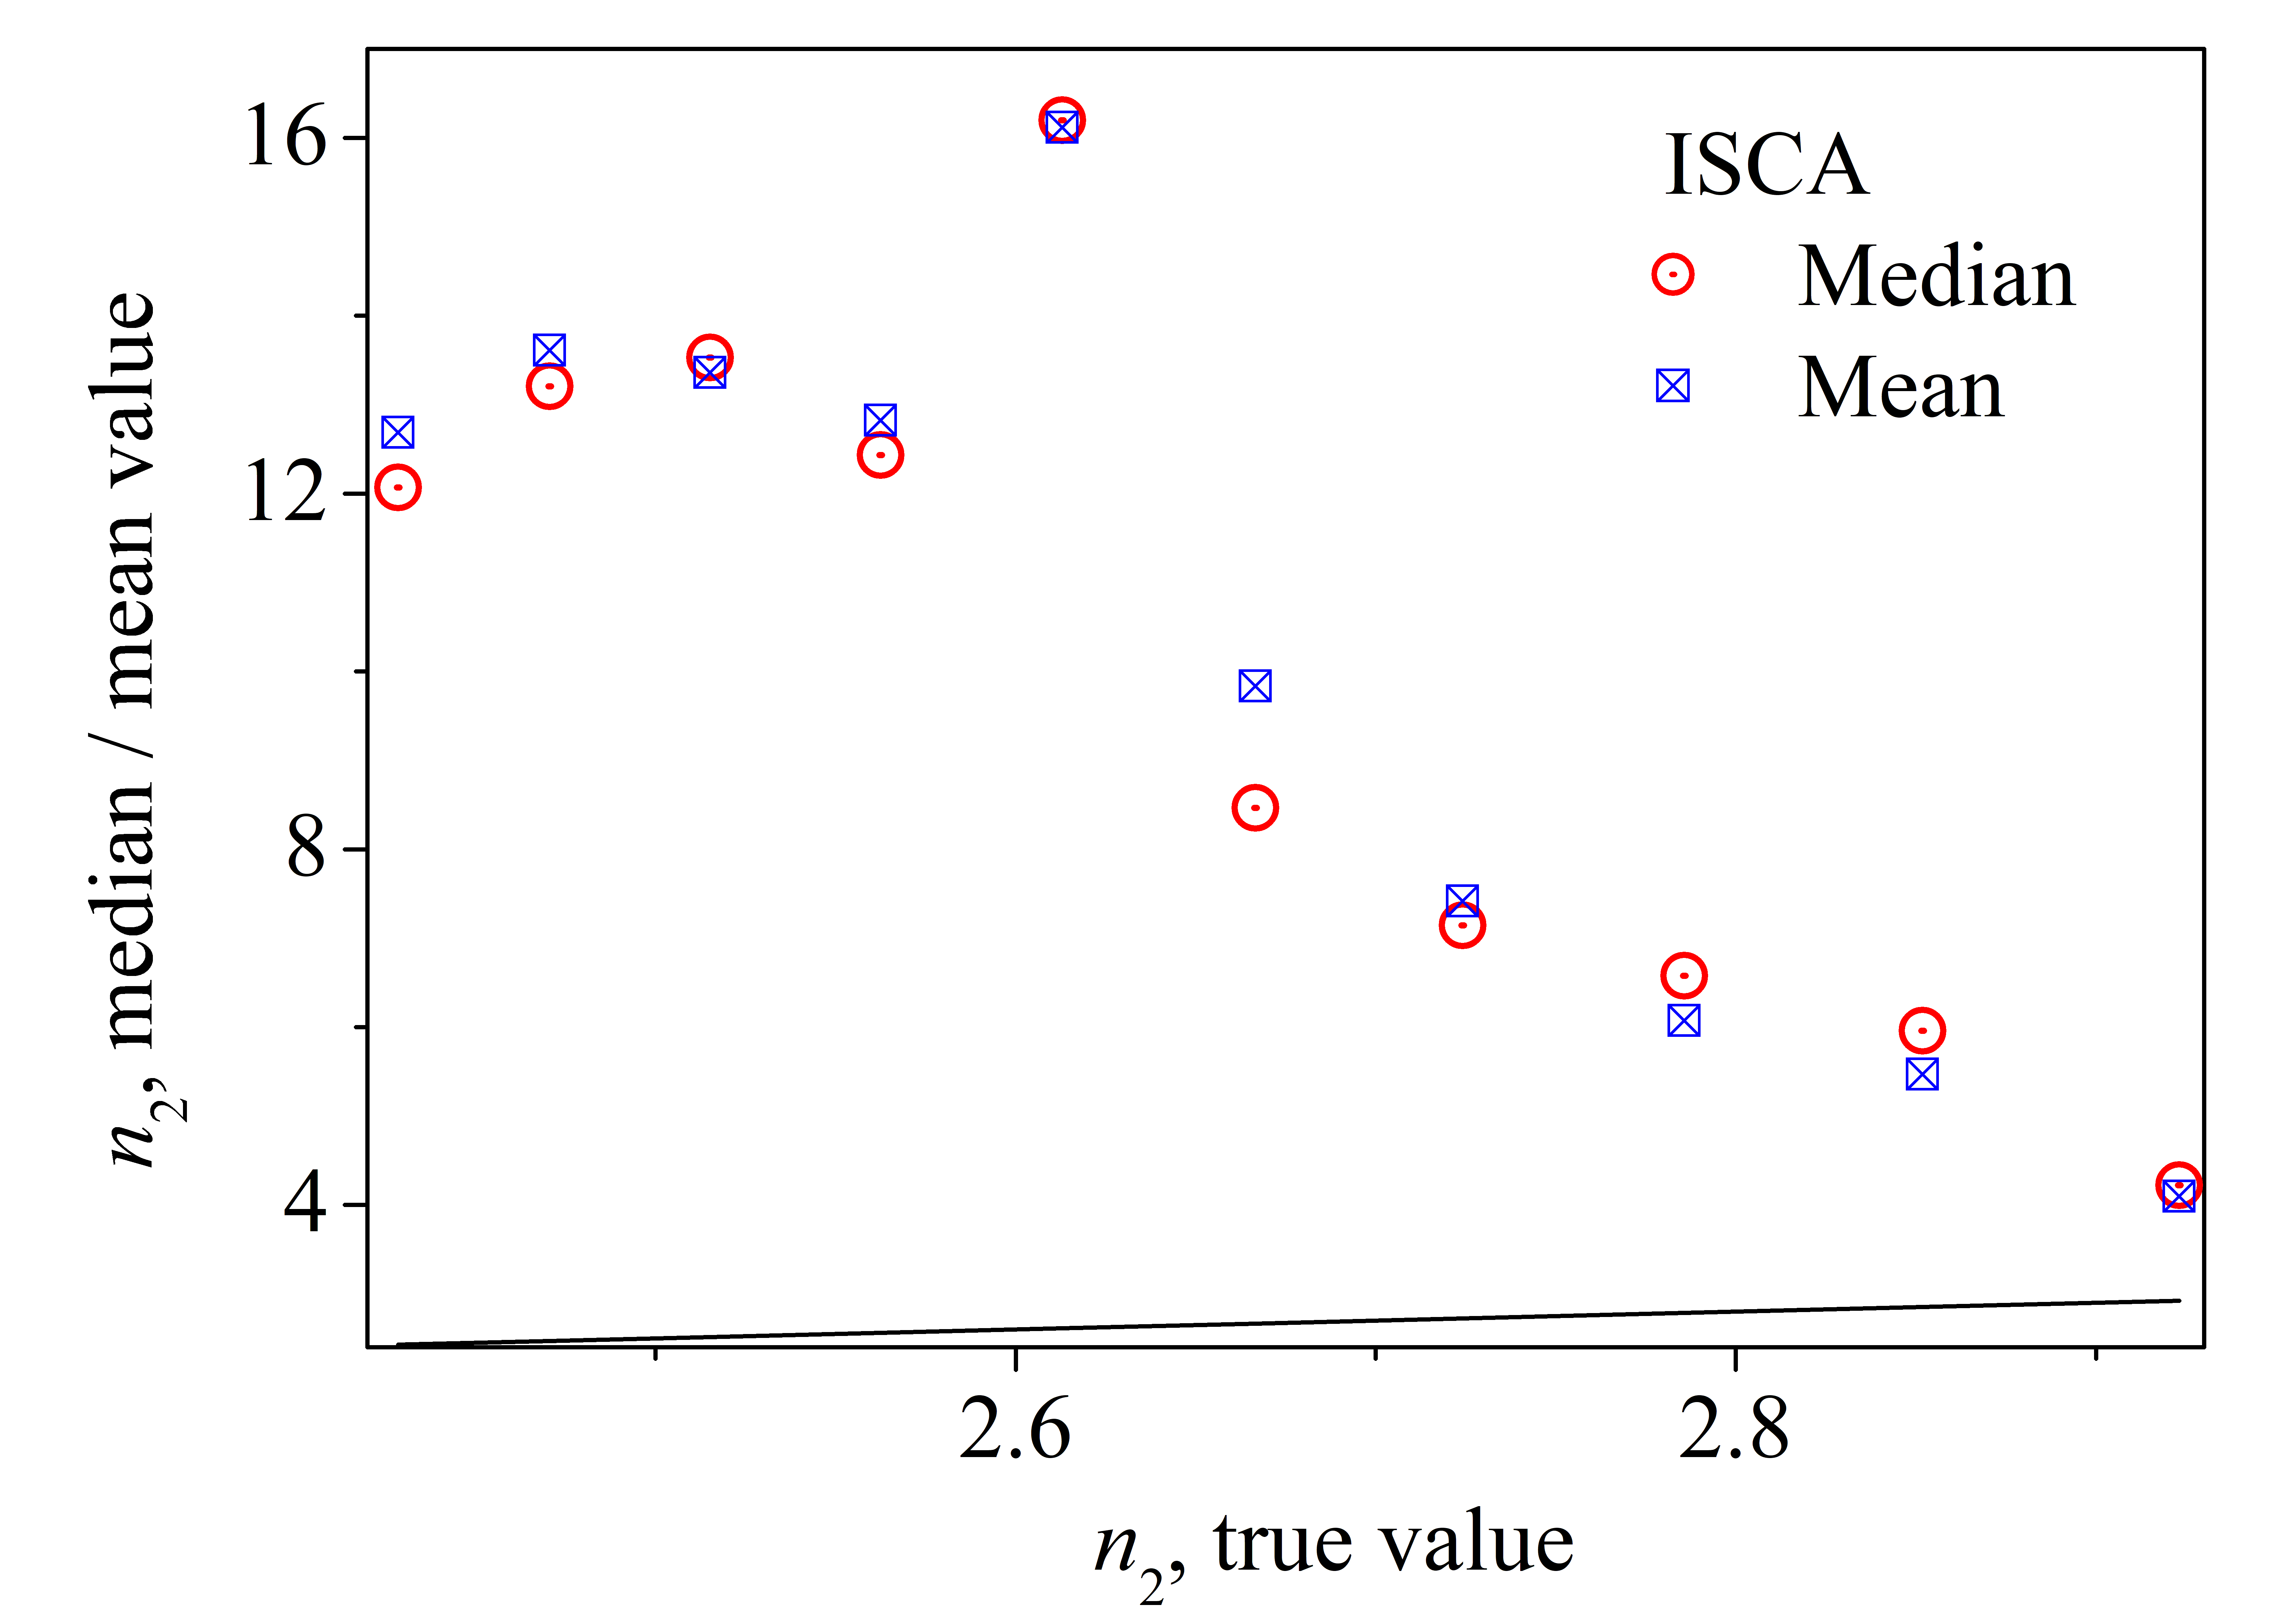 16
12
8
4
n2, median / mean value
ISCA
Median
Mean
2.6
2.8
n2, true value